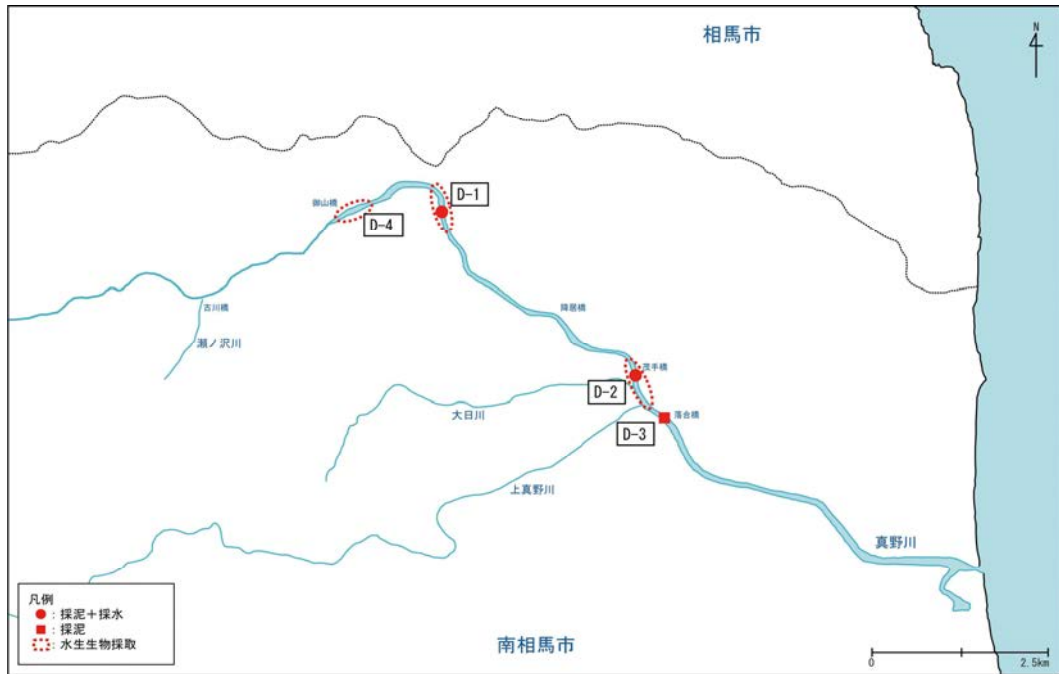 相馬市
N
4
D-1
御山橋
D-4
古川橋
瀬ノ沢川
降居橋
茂手橋
D-2
大日川
落合橋
D-3
上真野川
真野川
凡例
: 採泥+採水
: 採泥
: 水生生物採取
南相馬市
0
2.5km